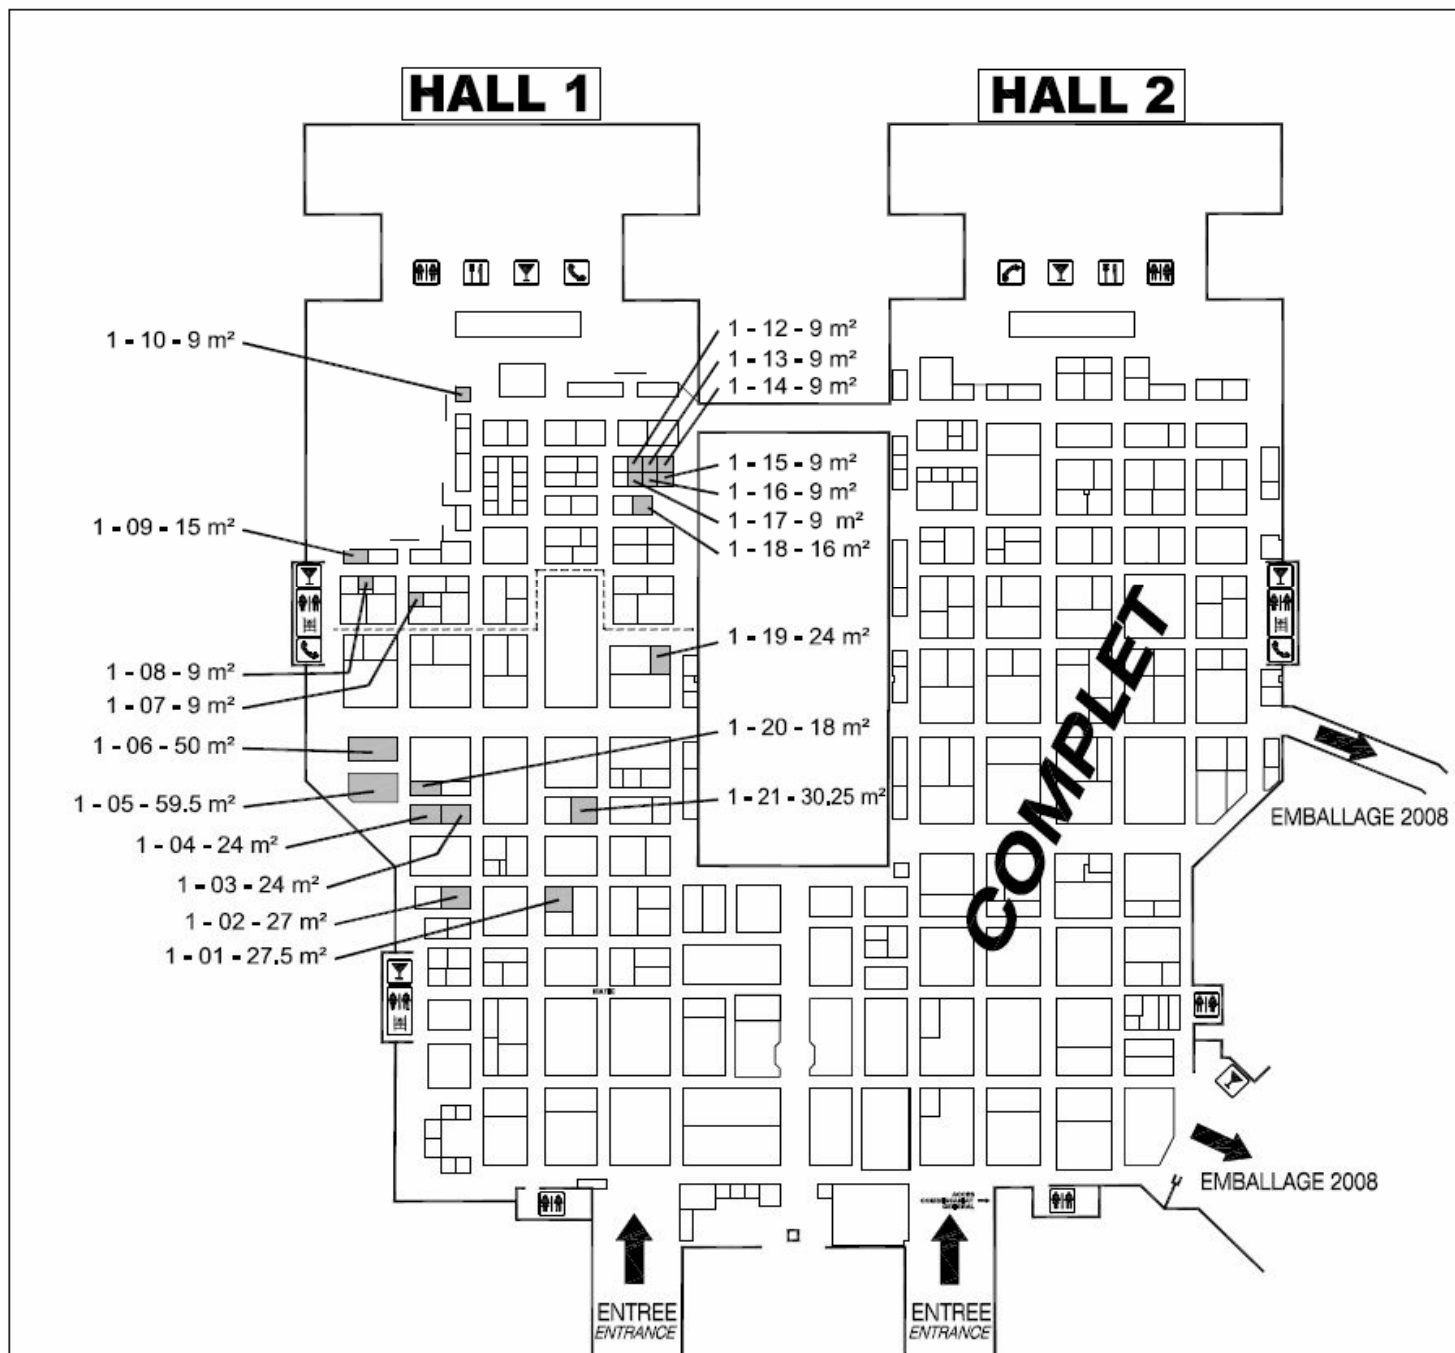 HALL 1
HALL 2
1 - 10 - 9 m²
1 - 12 - 9 m²
1 - 13 - 9 m²
1 - 14 - 9 m²
1 - 15 - 9 m²
1 - 16 - 9 m²
1 - 17 - 9 m²
1 - 18 - 16 m²
1 - 09 - 15 m²
1 - 19 - 24 m²
1 - 08 - 9 m²
1 - 07 - 9 m²
1 - 06 - 50 m²
1 - 20 - 18 m²
1 - 05 - 59.5 m²
1 - 21 - 30.25 m²
1 - 04 - 24 m²
1 - 03 - 24 m²
1 - 02 - 27 m²
1 - 01 - 27.5 m²
COMPLET
EMBALLAGE 2008
EMBALLAGE 2008
ACCES
GENERAL
ENTREE
ENTRANCE
ENTREE
ENTRANCE